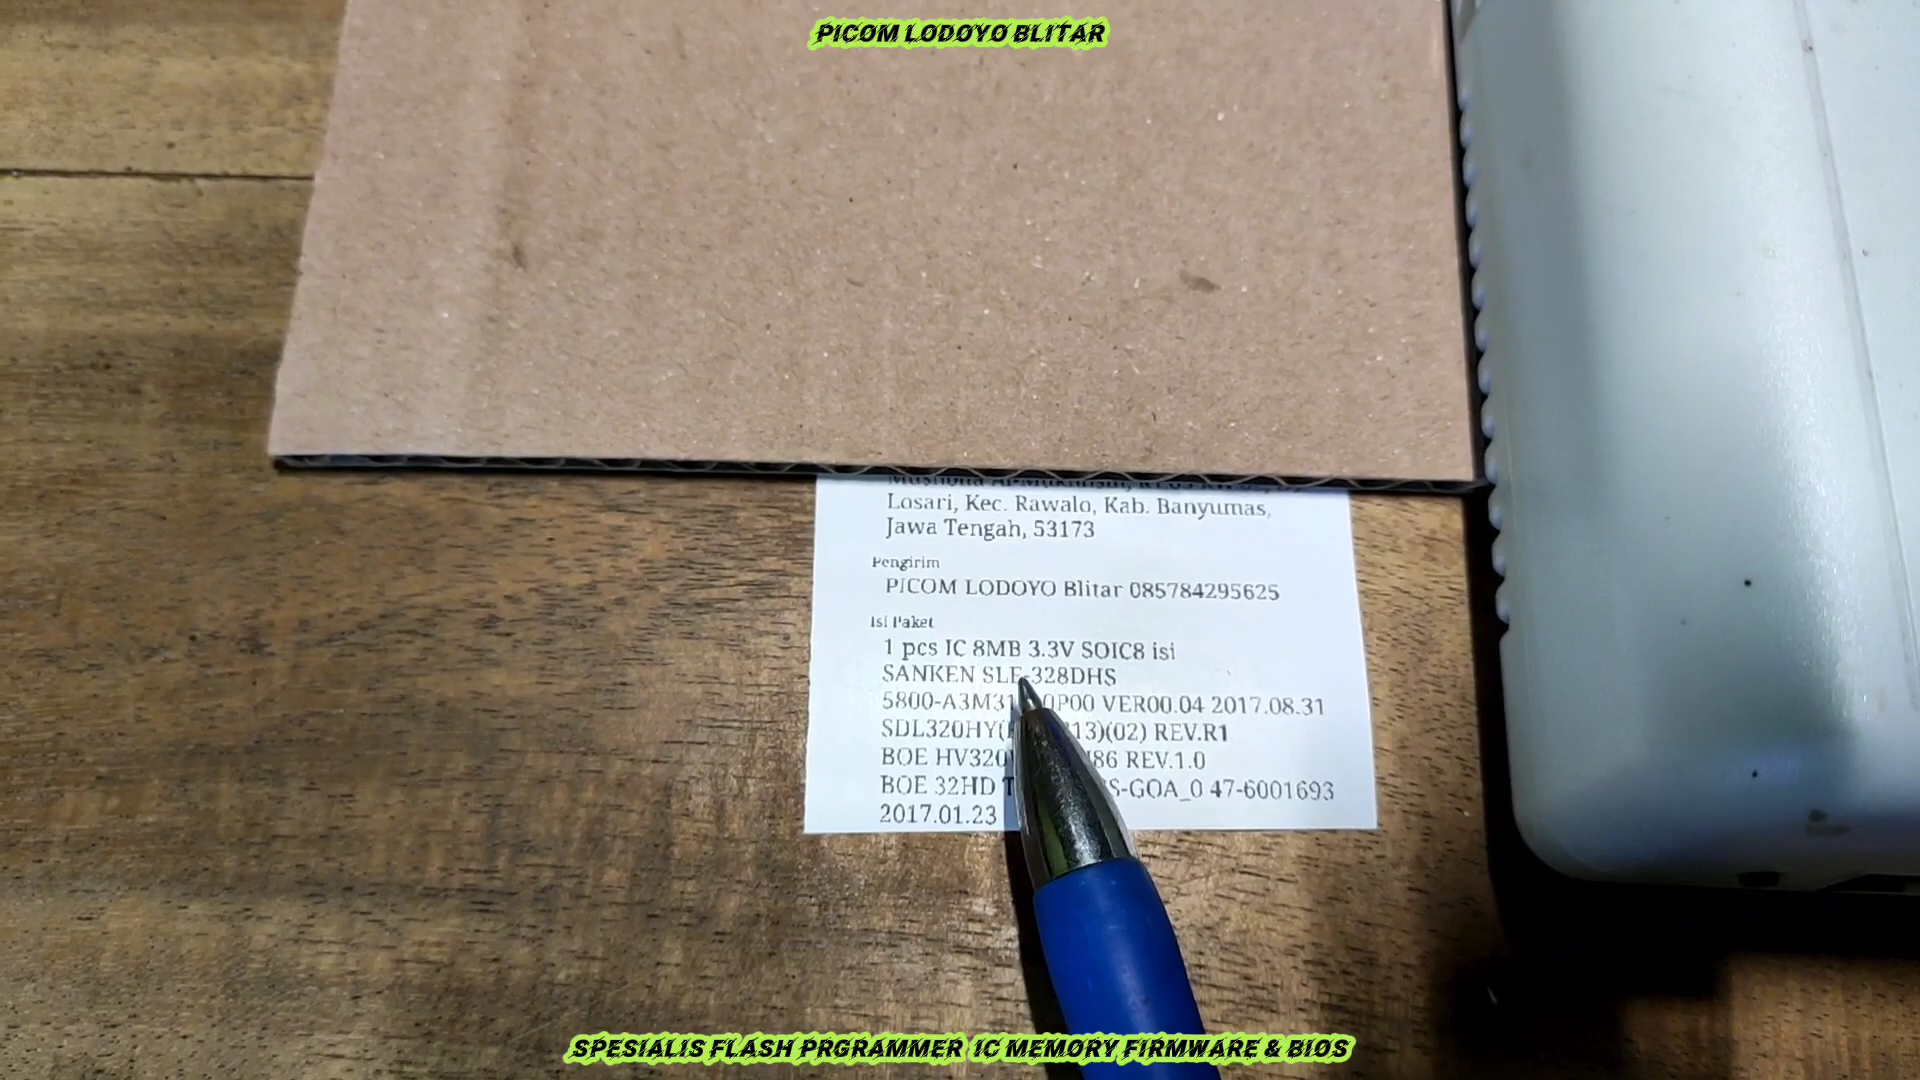 PICOM LODOYO BLITAR
Losari, Kec. Rawalo, Kab. Banyumas,
Jawa Tengah, 53173
Pengirim
PICOM LODOYO Blitar 085784295625
Isi Paket
1 pcs IC 8MB 3.3V SOIC8 isi
SANKEN SLE-328DHS
5800-A3M31 0P00 VER00.04 2017.08.31
SDL320HY( 13)(02) REV.R1
BOE HV320 86 REV.1.0
BOE 32HD S-GOA_0 47-6001693
2017.01.23
SPESIALIS FLASH PRGRAMMER IC MEMORY FIRMWARE & BIOS